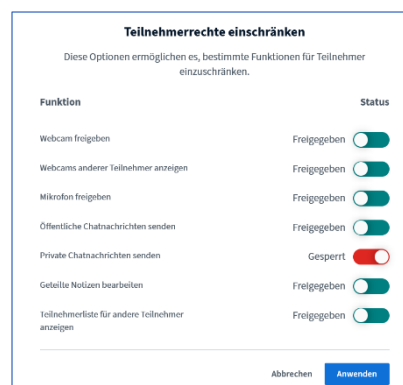 Teilnehmerrechte einschränken
Diese Optionen ermöglichen es, bestimmte Funktionen für Teilnehmer
einzuschränken.
Funktion Status
Webcam freigeben Freigegeben
Webcams anderer Teilnehmer anzeigen Freigegeben
Mikrofon freigeben Freigegeben
Öffentliche Chatnachrichten senden Freigegeben
Private Chatnachrichten senden Gesperrt
Geteilte Notizen bearbeiten Freigegeben
Teilnehmerliste für andere Teilnehmer Freigegeben
anzeigen
Abbrechen Anwenden